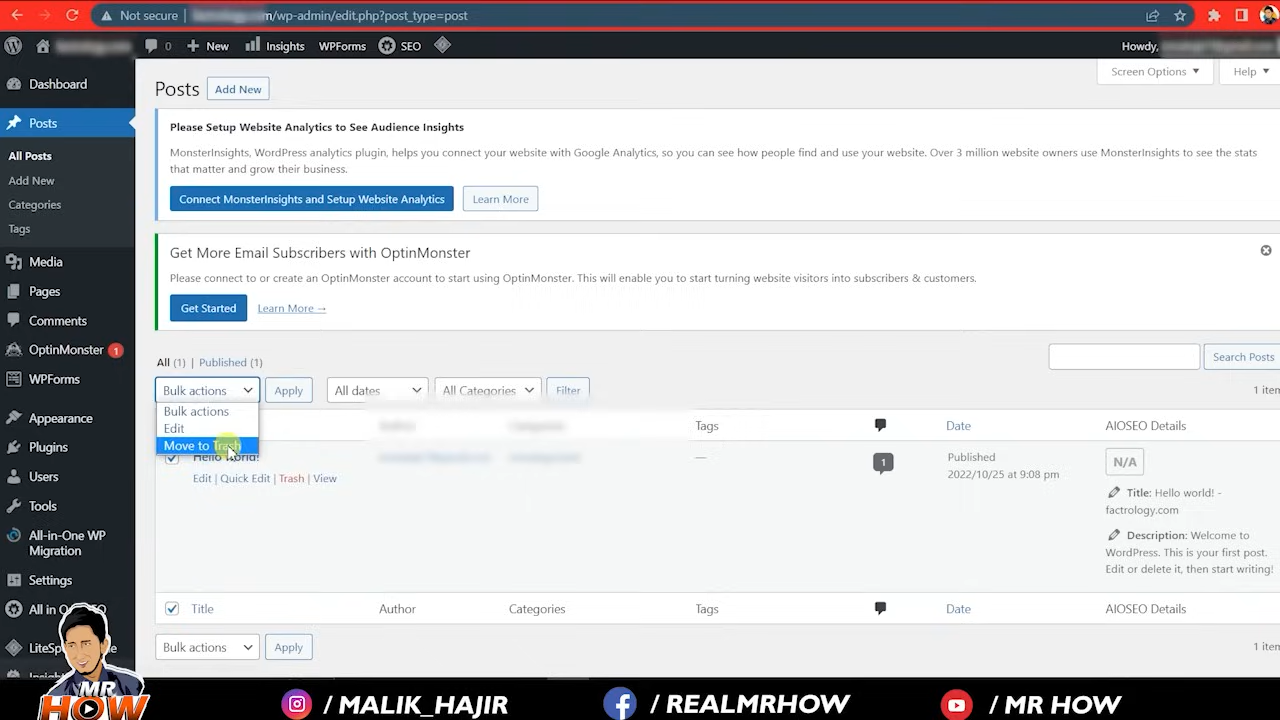 Not secure
/wp-admin/edit.php?post_type=post
0
New
Insights
WPForms
SEO
Howdy,
Dashboard
Posts
All Posts
Add New
Categories
Tags
Media
Pages
Comments
OptinMonster 1
WPForms
Appearance
Plugins
Users
Tools
All-in-One WP
Migration
Settings
All in
LiteSp
Posts
Add New
Screen Options
Help
Please Setup Website Analytics to See Audience Insights
MonsterInsights, WordPress analytics plugin, helps you connect your website with Google Analytics, so you can see how people find and use your website. Over 3 million website owners use MonsterInsights to see the stats
that matter and grow their business.
Connect MonsterInsights and Setup Website Analytics
Learn More
Get More Email Subscribers with OptinMonster
Please connect to or create an OptinMonster account to start using OptinMonster. This will enable you to start turning website visitors into subscribers & customers.
Get Started
Learn More →
All (1) | Published (1)
Search Posts
Bulk actions
Apply
All dates
All Categories
Filter
1 item
Bulk actions
Edit
Move to Trash
Tags
Date
AIOSEO Details
Hello world!
Edit | Quick Edit | Trash | View
—
1
Published
2022/10/25 at 9:08 pm
N/A
Title: Hello world! -
factrology.com
Description: Welcome to
WordPress. This is your first post.
Edit or delete it, then start writing!
Title
Author
Categories
Tags
Date
AIOSEO Details
Bulk actions
Apply
1 item
MR
HOW
/ MALIK_HAJIR
/ REALMRHOW
/ MR HOW